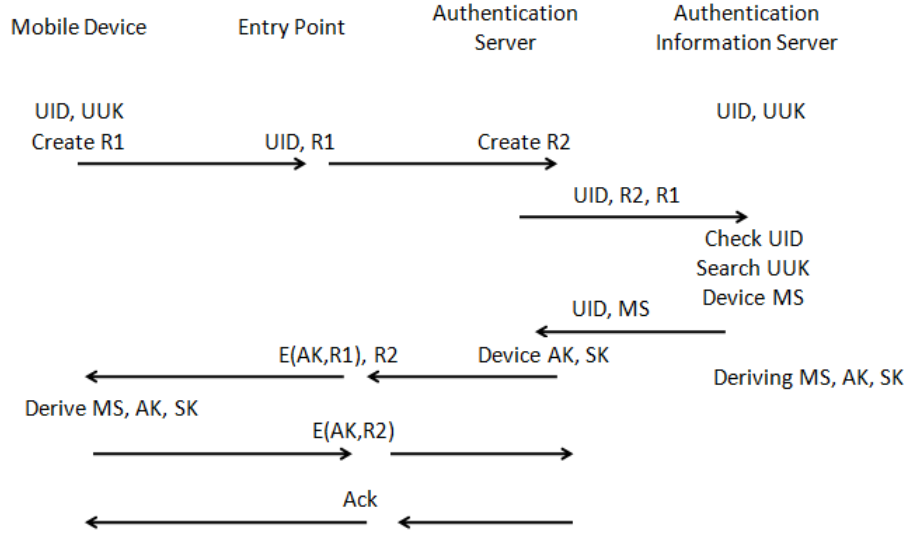 Mobile Device
Entry Point
Authentication
Server
Authentication
Information Server
UID, UUK
Create R1
UID, R1
Create R2
UID, UUK
UID, R2, R1
Check UID
Search UUK
Device MS
UID, MS
E(AK,R1), R2
Device AK, SK
Deriving MS, AK, SK
Derive MS, AK, SK
E(AK,R2)
Ack